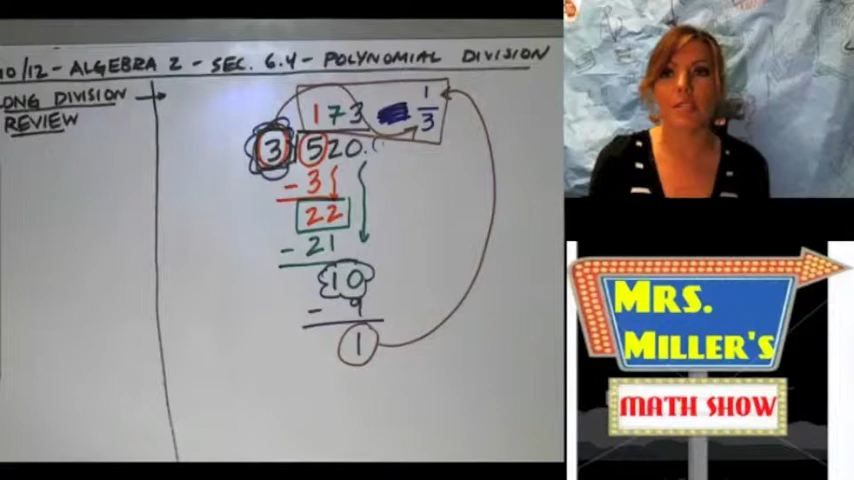 10/12 - ALGEBRA 2 - SEC. 6.4 - POLYNOMIAL DIVISION
LONG DIVISION
REVIEW
173 1/3
3 520.
- 3
22
- 21
10
- 9
1
MRS.
MILLER'S
MATH SHOW